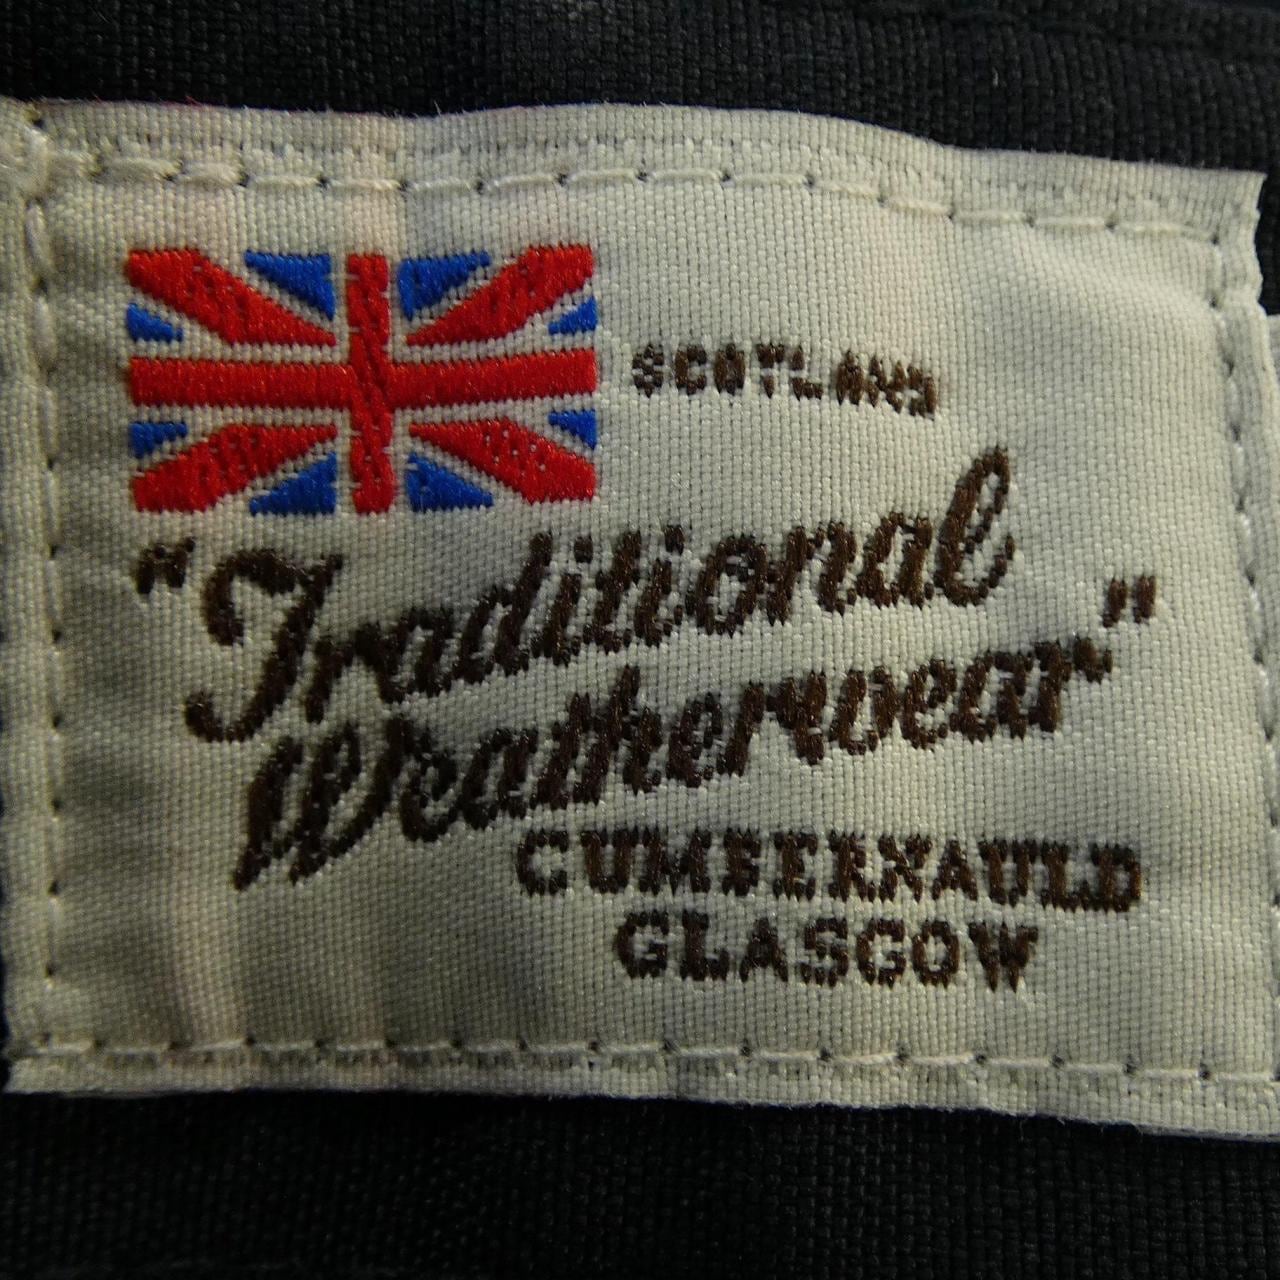 SCOTLAND
"Traditional
Weatherwear"
CUMBERNAULD
GLASGOW